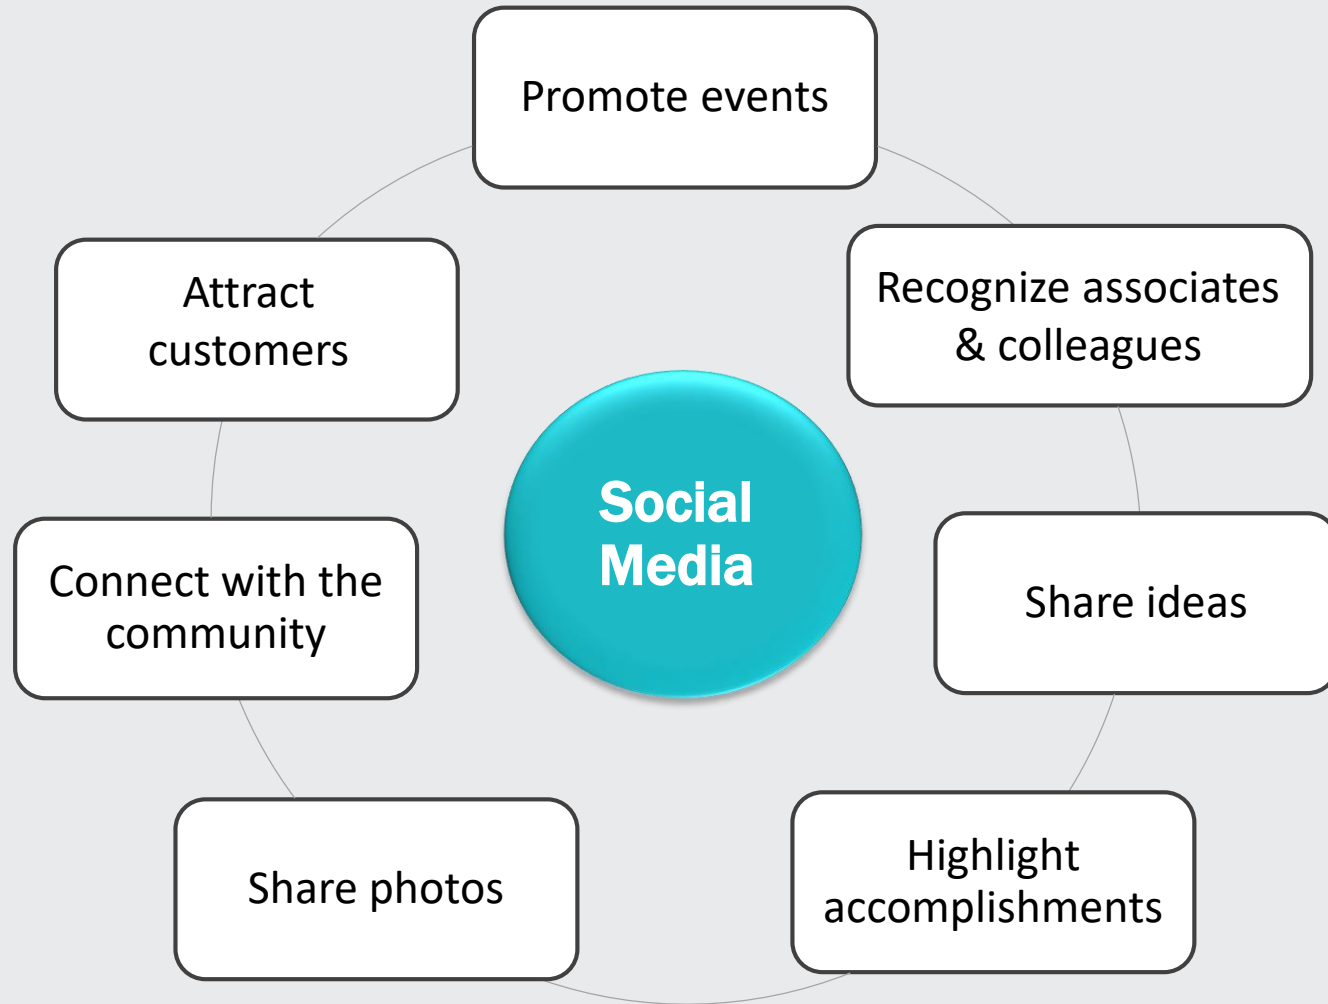 Promote events
Recognize associates
& colleagues
Share ideas
Highlight
accomplishments
Share photos
Connect with the
community
Attract
customers
Social
Media